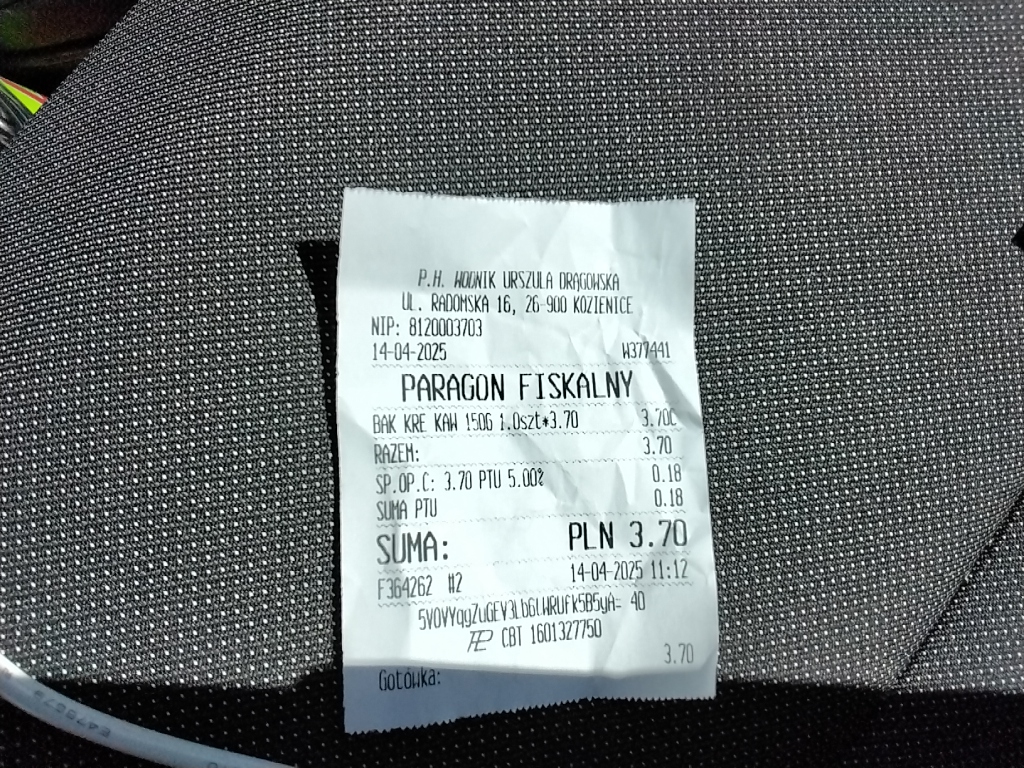 P.H. WODNIK URSZULA DRĄGOWSKA
UL. RADOMSKA 16, 26-900 KOZIENICE
NIP: 8120003703
14-04-2025 W377441
PARAGON FISKALNY
BAK KRE KAW 150G 1.0szt*3.70 3.70C
RAZEM: 3.70
SP.OP.C: 3.70 PTU 5.00% 0.18
SUMA PTU 0.18
SUMA: PLN 3.70
F364262 #2 14-04-2025 11:12
5VOVYqgZuGEV3Lb6LWRUfk5B5yA= 40
CBT 1601327750
Gotówka: 3.70